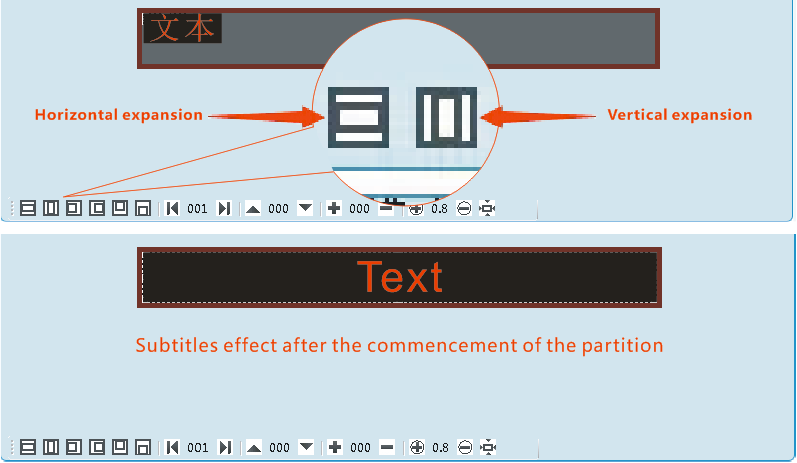 文本
Horizontal expansion
Vertical expansion
001 000 000 0.8
Text
Subtitles effect after the commencement of the partition
001 000 000 0.8